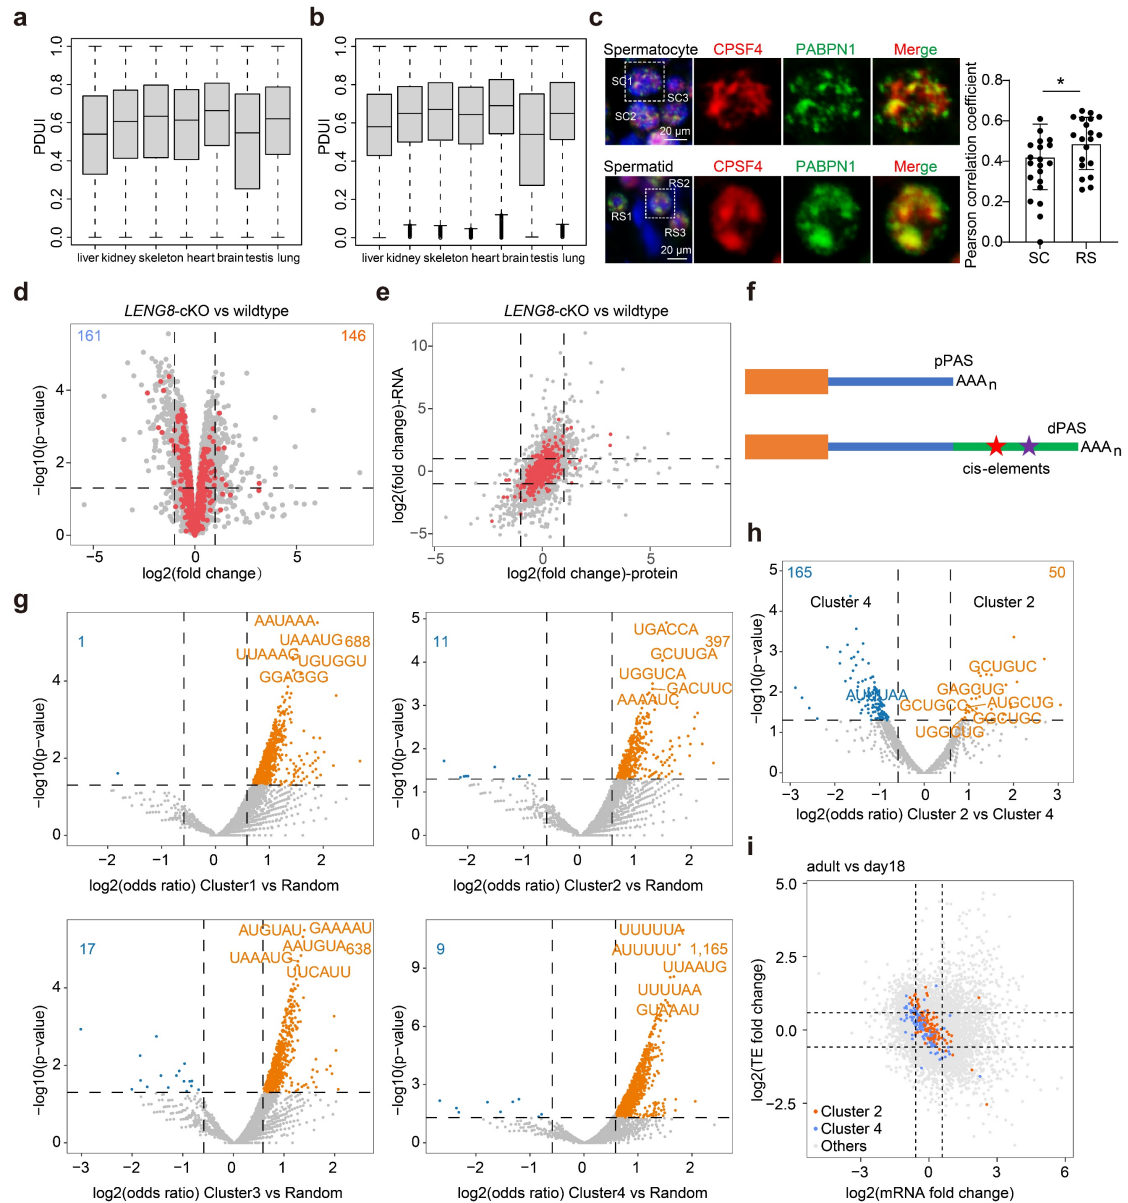 a
1.0
0.8
0.6
0.4
0.2
0.0
PDUI
liver kidney skeleton heart brain testis lung
b
1.0
0.8
0.6
0.4
0.2
0.0
PDUI
liver kidney skeleton heart brain testis lung
c
Spermatocyte CPSF4 PABPN1 Merge
SC1
SC3
SC2
20 µm
Spermatid CPSF4 PABPN1 Merge
RS2
RS1
RS3
20 µm
Pearson correlation coefficient
0.8
0.6
0.4
0.2
0.0
*
SC RS
d
LENG8-cKO vs wildtype
161 146
−log10(p−value)
4
2
0
−5 0 5
log2(fold change)
e
LENG8-cKO vs wildtype
log2(fold change)-RNA
10
5
0
−5
−5 0 5
log2(fold change)-protein
f
pPAS
AAAn
dPAS
AAAn
cis-elements
g
1 688
AAUAAA
UAAAUG
UUAAAG
UGUGGU
GGAGGG
−log10(p−value)
4
2
0
−2 −1 0 1 2
log2(odds ratio) Cluster1 vs Random
11 397
UGACCA
GCUUGA
UGGUCA
GACUUC
AAAAUC
−log10(p−value)
5
4
3
2
1
0
−2 −1 0 1 2
log2(odds ratio) Cluster2 vs Random
17 638
AUGUAU
GAAAAU
AAUGUA
UAAAUG
UUCAUU
−log10(p−value)
4
2
0
−3 −2 −1 0 1 2
log2(odds ratio) Cluster3 vs Random
9 1,165
UUUUUA
AUUUUU
UUAAUG
UUUUAA
GUAAAU
−log10(p−value)
9
6
3
0
−2 −1 0 1 2
log2(odds ratio) Cluster4 vs Random
h
165 50
Cluster 4 Cluster 2
GCUGUC
GAGCUG
GCUGCC
AUGCUG
UGGCUG
−log10(p−value)
5
4
3
2
1
0
−3 −2 −1 0 1 2 3
log2(odds ratio) Cluster 2 vs Cluster 4
i
adult vs day18
log2(TE fold change)
5.0
2.5
0.0
−2.5
Cluster 2
Cluster 4
Others
−3 0 3 6
log2(mRNA fold change)